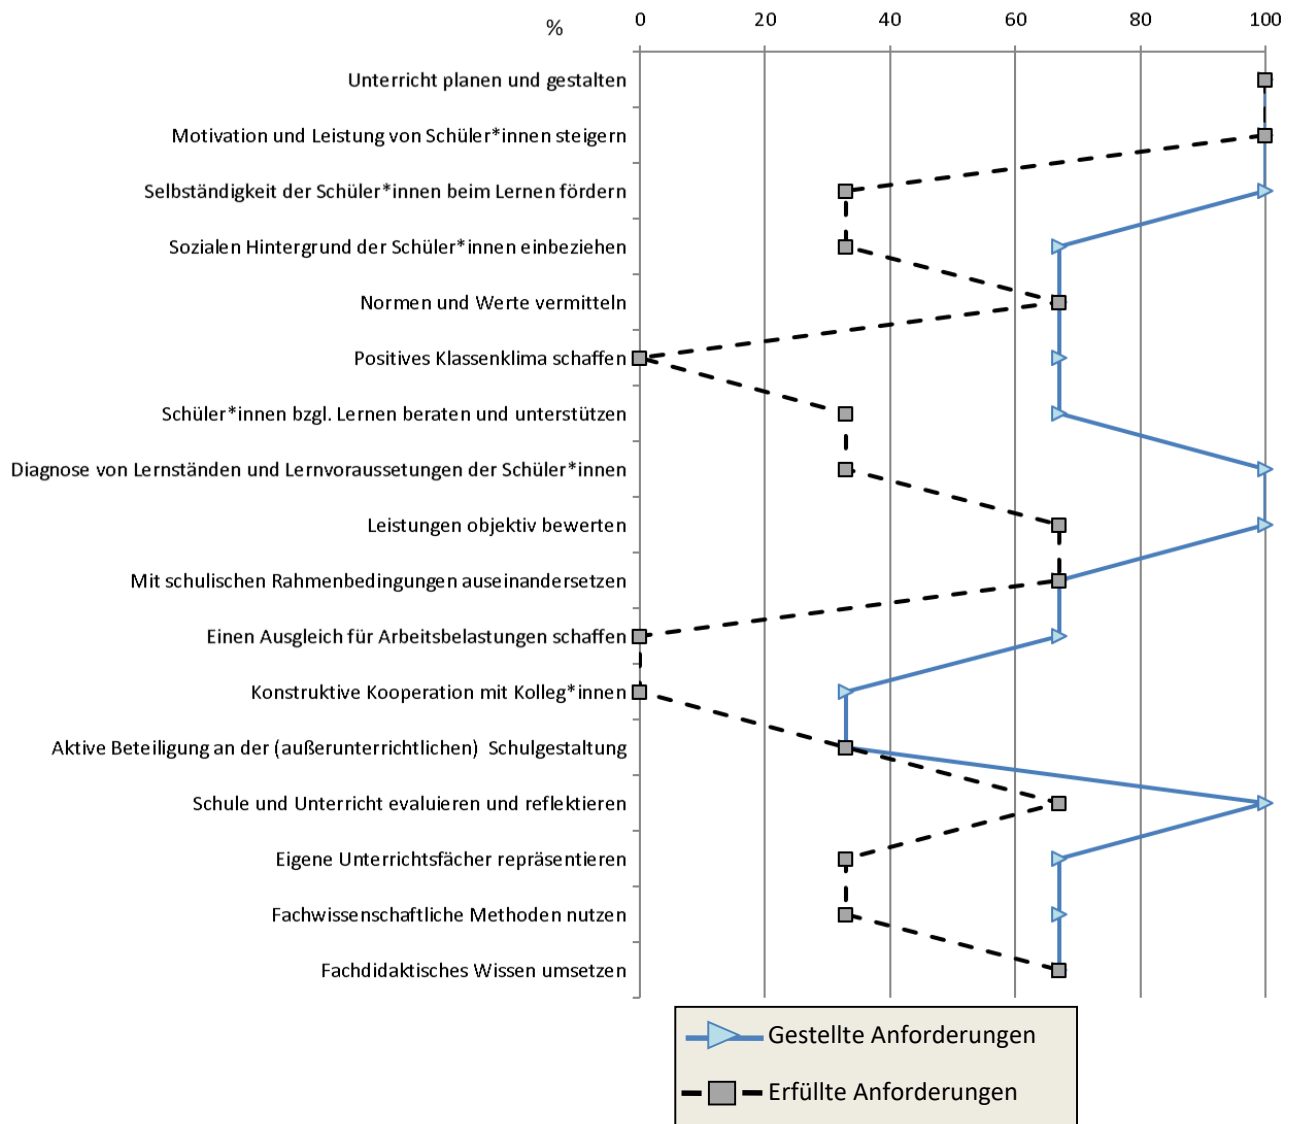 % 0 20 40 60 80 100
Unterricht planen und gestalten
Motivation und Leistung von Schüler*innen steigern
Selbständigkeit der Schüler*innen beim Lernen fördern
Sozialen Hintergrund der Schüler*innen einbeziehen
Normen und Werte vermitteln
Positives Klassenklima schaffen
Schüler*innen bzgl. Lernen beraten und unterstützen
Diagnose von Lernständen und Lernvoraussetungen der Schüler*innen
Leistungen objektiv bewerten
Mit schulischen Rahmenbedingungen auseinandersetzen
Einen Ausgleich für Arbeitsbelastungen schaffen
Konstruktive Kooperation mit Kolleg*innen
Aktive Beteiligung an der (außerunterrichtlichen) Schulgestaltung
Schule und Unterricht evaluieren und reflektieren
Eigene Unterrichtsfächer repräsentieren
Fachwissenschaftliche Methoden nutzen
Fachdidaktisches Wissen umsetzen
Gestellte Anforderungen
Erfüllte Anforderungen